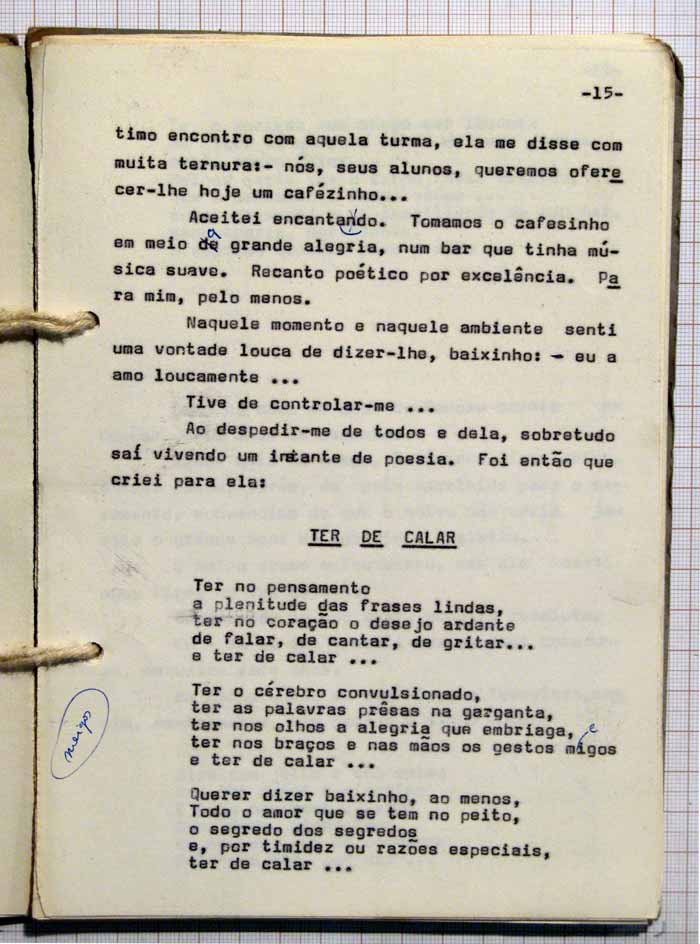 -15-
timo encontro com aquela turma, ela me disse com
muita ternura:- nós, seus alunos, queremos ofere
cer-lhe hoje um cafézinho...
Aceitei encantando. Tomamos o cafesinho
em meio de a grande alegria, num bar que tinha mú-
sica suave. Recanto poético por excelência. Pa
ra mim, pelo menos.
Naquele momento e naquele ambiente senti
uma vontade louca de dizer-lhe, baixinho: - eu a
amo loucamente ...
Tive de controlar-me ...
Ao despedir-me de todos e dela, sobretudo
saí vivendo um instante de poesia. Foi então que
criei para ela:
TER DE CALAR
Ter no pensamento
a plenitude das frases lindas,
ter no coração o desejo ardante
de falar, de cantar, de gritar...
e ter de calar ...
Ter o cérebro convulsionado,
ter as palavras prêsas na garganta,
ter nos olhos a alegria que embriaga,
ter nos braços e nas mãos os gestos migos
e
meigos
e ter de calar ...
Querer dizer baixinho, ao menos,
Todo o amor que se tem no peito,
o segredo dos segredos
e, por timidez ou razões especiais,
ter de calar ...